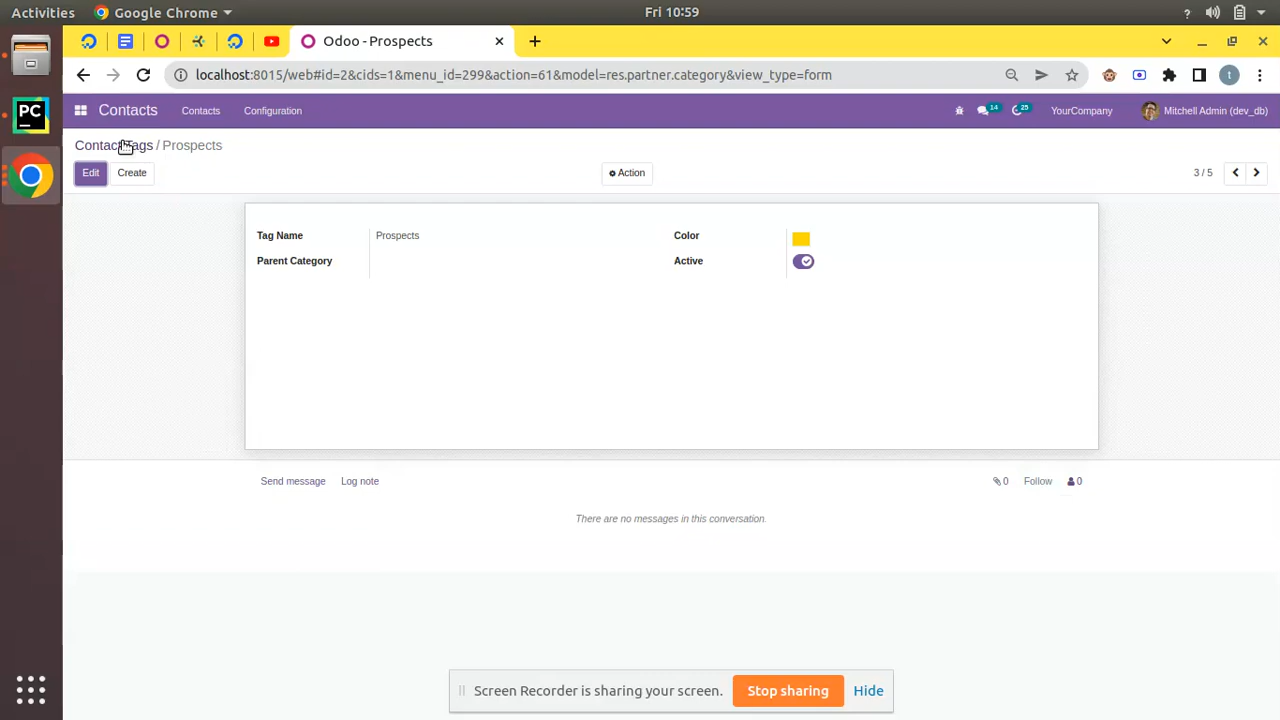 Activities Google Chrome Fri 10:59 ?
Odoo - Prospects
localhost:8015/web#id=2&cids=1&menu_id=299&action=61&model=res.partner.category&view_type=form t
PC
Contacts Contacts Configuration 14 25 YourCompany Mitchell Admin (dev_db)
Contact Tags / Prospects
Edit Create Action 3 / 5
Tag Name Prospects Color
Parent Category Active
Send message Log note 0 Follow 0
There are no messages in this conversation.
Screen Recorder is sharing your screen. Stop sharing Hide